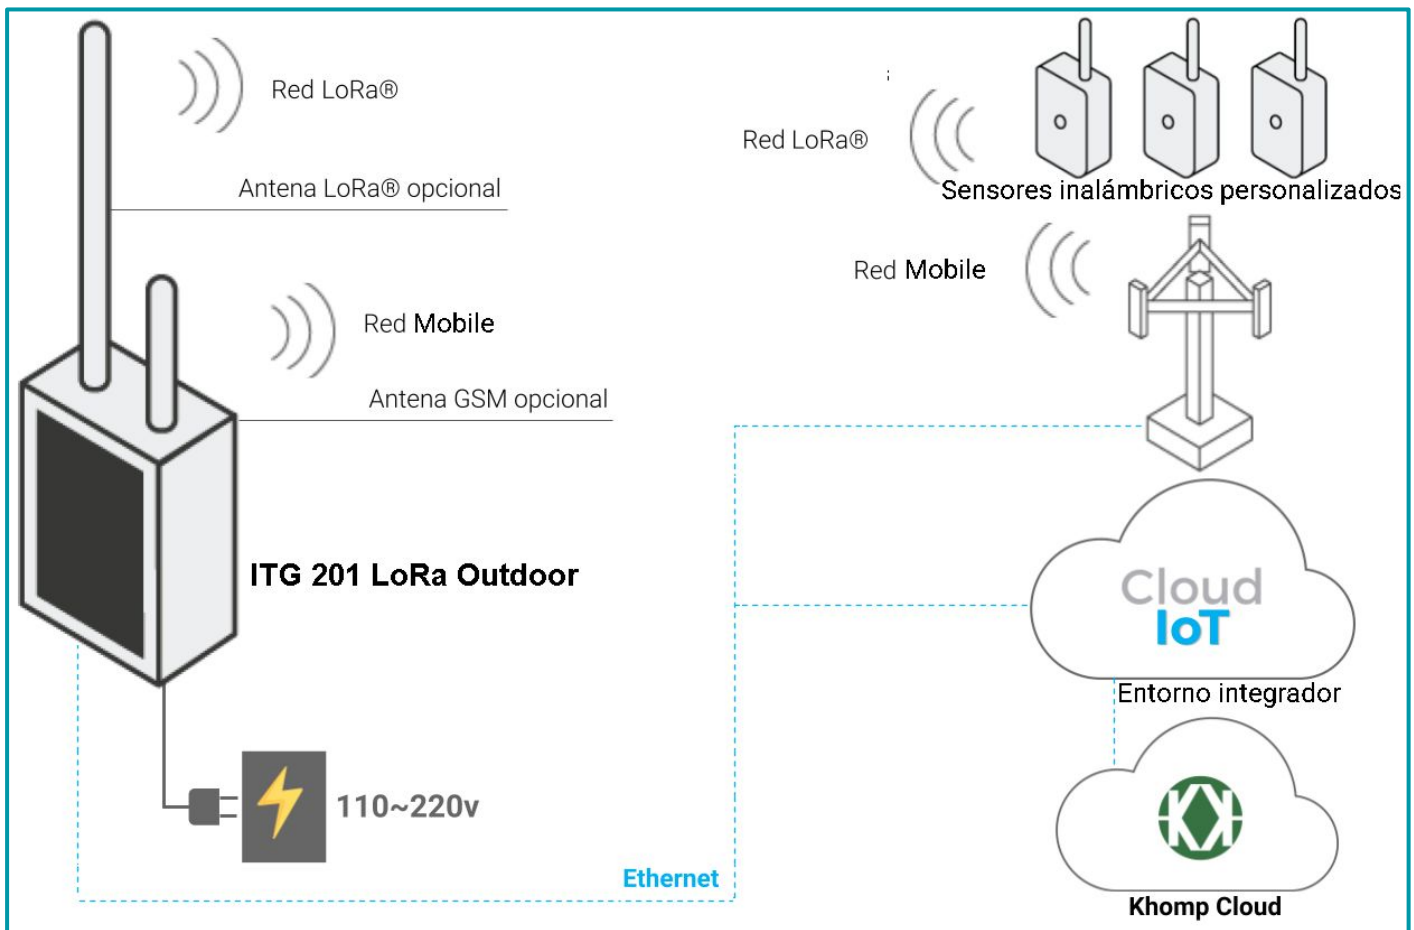 Red LoRa®
Antena LoRa® opcional
Red Mobile
Antena GSM opcional
ITG 201 LoRa Outdoor
110~220v
Ethernet
Red LoRa®
Sensores inalámbricos personalizados
Red Mobile
Cloud
IoT
Entorno integrador
Khomp Cloud